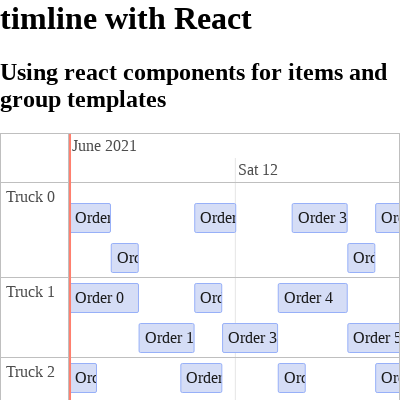 timline with React
Using react components for items and
group templates
June 2021
Sat 12
Truck 0
Order
Order
Order 3
Orc
Orc
Orc
Truck 1
Order 0
Orc
Order 4
Order 1
Order 3
Order 5
Truck 2
Orc
Order
Orc
Orc